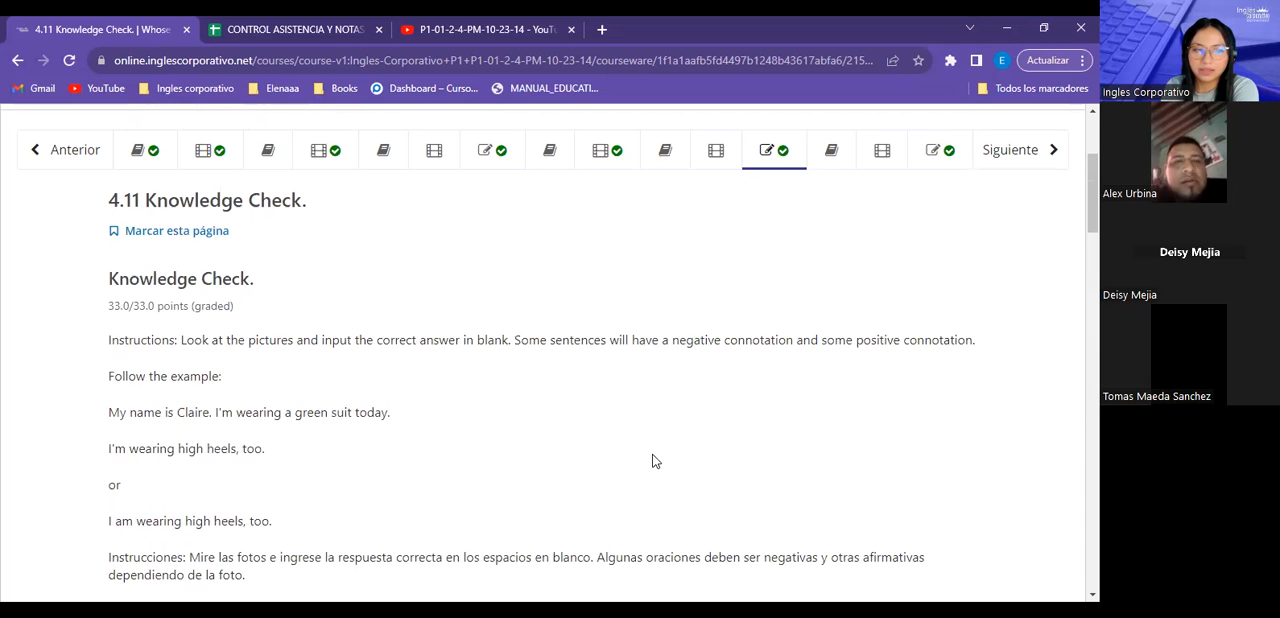 4.11 Knowledge Check. | Whose
CONTROL ASISTENCIA Y NOTAS
P1-01-2-4-PM-10-23-14 - YouTu
online.inglescorporativo.net/courses/course-v1:Ingles-Corporativo+P1+P1-01-2-4-PM-10-23-14/courseware/1f1a1aafb5fd4497b1248b43617abfa6/215...
E
Actualizar
Gmail
YouTube
Ingles corporativo
Elenaaa
Books
Dashboard – Curso...
MANUAL_EDUCATI...
Todos los marcadores
Ingles Corporativo
Alex Urbina
Deisy Mejia
Deisy Mejia
Tomas Maeda Sanchez
Anterior
Siguiente
4.11 Knowledge Check.
Marcar esta página
Knowledge Check.
33.0/33.0 points (graded)
Instructions: Look at the pictures and input the correct answer in blank. Some sentences will have a negative connotation and some positive connotation.
Follow the example:
My name is Claire. I'm wearing a green suit today.
I'm wearing high heels, too.
or
I am wearing high heels, too.
Instrucciones: Mire las fotos e ingrese la respuesta correcta en los espacios en blanco. Algunas oraciones deben ser negativas y otras afirmativas
dependiendo de la foto.